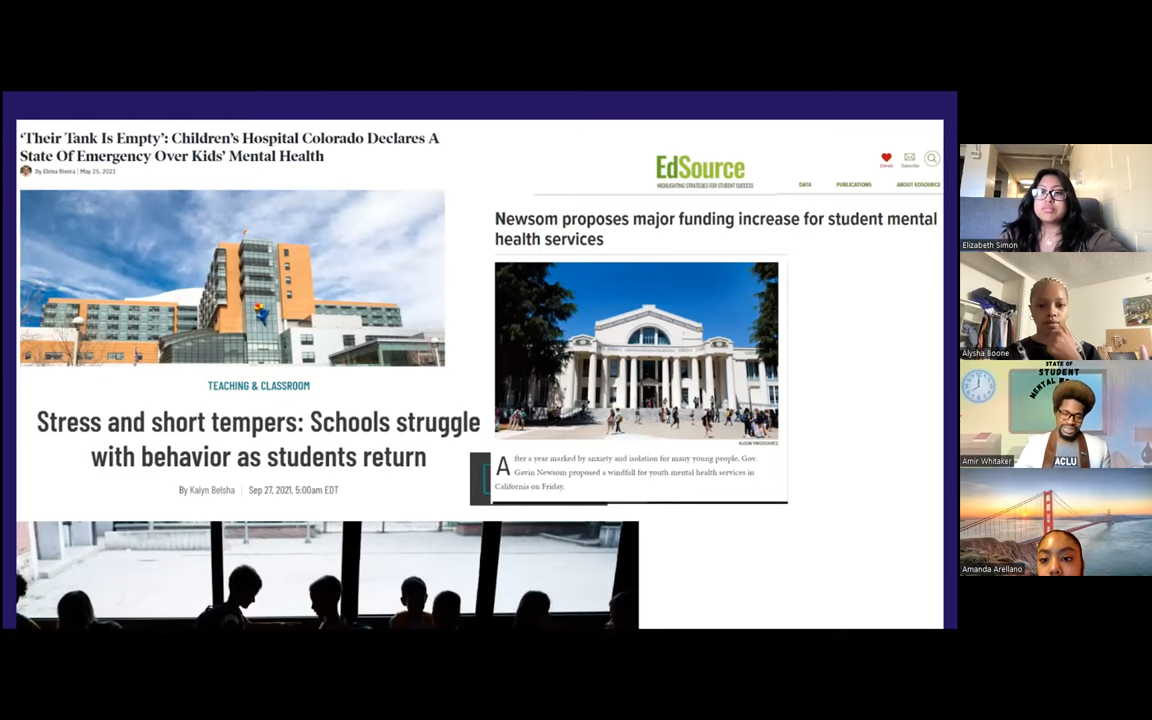 ‘Their Tank Is Empty’: Children’s Hospital Colorado Declares A
State Of Emergency Over Kids’ Mental Health
By Elena Rivera | May 25, 2021
EdSource
HIGHLIGHTING STRATEGIES FOR STUDENT SUCCESS
Donate
Subscribe
DATA
PUBLICATIONS
ABOUT EDSOURCE
Newsom proposes major funding increase for student mental
health services
ALISON YIN/EDSOURCE
After a year marked by anxiety and isolation for many young people, Gov.
Gavin Newsom proposed a windfall for youth mental health services in
California on Friday.
TEACHING & CLASSROOM
Stress and short tempers: Schools struggle
with behavior as students return
By Kalyn Belsha | Sep 27, 2021, 5:00am EDT
Elizabeth Simon
Alysha Boone
STATE OF
STUDENT
MENTAL
ACLU
Amir Whitaker
Amanda Arellano